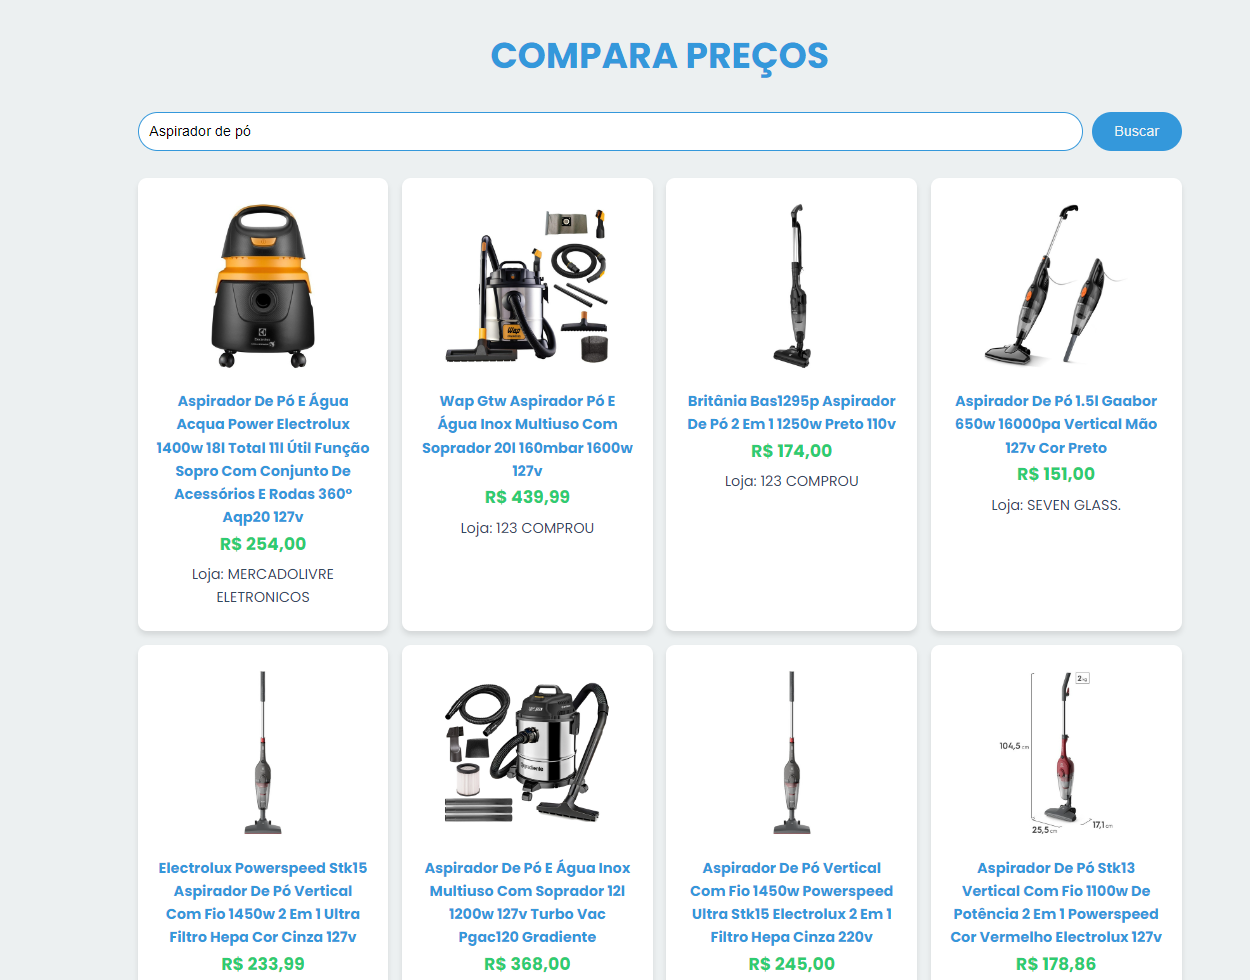 COMPARA PREÇOS
Aspirador de pó
Buscar
Aspirador De Pó E Água
Acqua Power Electrolux
1400w 18l Total 11l Útil Função
Sopro Com Conjunto De
Acessórios E Rodas 360°
Aqp20 127v
R$ 254,00
Loja: MERCADOLIVRE
ELETRONICOS
Wap
Wap Gtw Aspirador Pó E
Água Inox Multiuso Com
Soprador 20l 160mbar 1600w
127v
R$ 439,99
Loja: 123 COMPROU
Britânia Bas1295p Aspirador
De Pó 2 Em 1 1250w Preto 110v
R$ 174,00
Loja: 123 COMPROU
Aspirador De Pó 1.5l Gaabor
650w 16000pa Vertical Mão
127v Cor Preto
R$ 151,00
Loja: SEVEN GLASS.
Electrolux Powerspeed Stk15
Aspirador De Pó Vertical
Com Fio 1450w 2 Em 1 Ultra
Filtro Hepa Cor Cinza 127v
R$ 233,99
Gradiente
Aspirador De Pó E Água Inox
Multiuso Com Soprador 12l
1200w 127v Turbo Vac
Pgac120 Gradiente
R$ 368,00
Aspirador De Pó Vertical
Com Fio 1450w Powerspeed
Ultra Stk15 Electrolux 2 Em 1
Filtro Hepa Cinza 220v
R$ 245,00
2 kg
104,5 cm
25,5 cm
17,1 cm
Aspirador De Pó Stk13
Vertical Com Fio 1100w De
Potência 2 Em 1 Powerspeed
Cor Vermelho Electrolux 127v
R$ 178,86